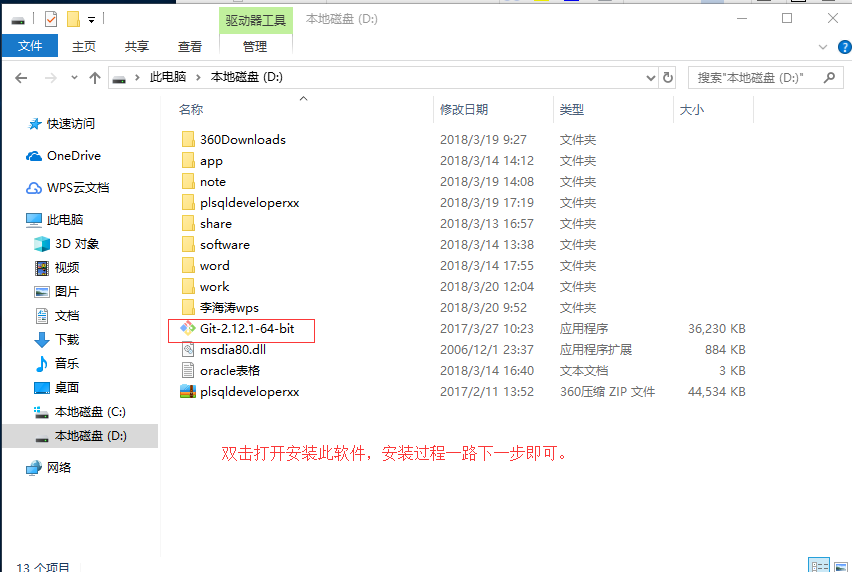 驱动器工具 本地磁盘 (D:)
文件 主页 共享 查看 管理
此电脑 本地磁盘 (D:) 搜索"本地磁盘 (D:)"
名称 修改日期 类型 大小
快速访问
OneDrive
WPS云文档
此电脑
3D 对象
视频
图片
文档
下载
音乐
桌面
本地磁盘 (C:)
本地磁盘 (D:)
网络
360Downloads 2018/3/19 9:27 文件夹
app 2018/3/14 14:12 文件夹
note 2018/3/19 14:08 文件夹
plsqldeveloperxx 2018/3/19 17:19 文件夹
share 2018/3/13 16:57 文件夹
software 2018/3/14 13:38 文件夹
word 2018/3/14 17:55 文件夹
work 2018/3/20 12:04 文件夹
李海涛wps 2018/3/20 9:52 文件夹
Git-2.12.1-64-bit 2017/3/27 10:23 应用程序 36,230 KB
msdia80.dll 2006/12/1 23:37 应用程序扩展 884 KB
oracle表格 2018/3/14 16:40 文本文档 3 KB
plsqldeveloperxx 2017/2/11 13:52 360压缩 ZIP 文件 44,534 KB
双击打开安装此软件，安装过程一路下一步即可。
13 个项目